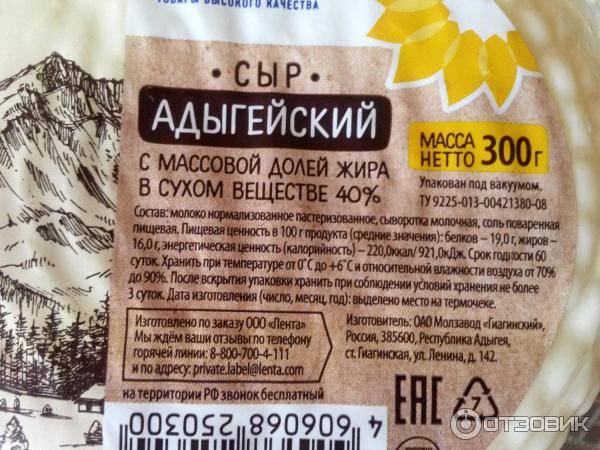 ТОВАРЫ ВЫСОКОГО КАЧЕСТВА
• СЫР •
АДЫГЕЙСКИЙ
С МАССОВОЙ ДОЛЕЙ ЖИРА
В СУХОМ ВЕЩЕСТВЕ 40%
МАССА
НЕТТО 300г
Упакован под вакуумом.
ТУ 9225-013-00421380-08
Состав: молоко нормализованное пастеризованное, сыворотка молочная, соль поваренная
пищевая. Пищевая ценность в 100 г продукта (средние значения): белков – 19,0 г, жиров –
16,0 г, энергетическая ценность (калорийность) – 220,0ккал/ 921,0кДж. Срок годности 60
суток. Хранить при температуре от 0°С до +6°С и относительной влажности воздуха от 70%
до 90%. После вскрытия упаковки хранить при соблюдении условий хранения не более
3 суток. Дата изготовления (число, месяц, год): выделено место на термочеке.
Изготовлено по заказу ООО «Лента»
Мы ждём ваши отзывы по телефону
горячей линии: 8-800-700-4-111
и по адресу: private.label@lenta.com
на территории РФ звонок бесплатный
Изготовитель: ОАО Молзавод «Гиагинский»,
Россия, 385600, Республика Адыгея,
ст. Гиагинская, ул. Ленина, д. 142.
EAC
7
4 606068 250300
ОТЗОВИК